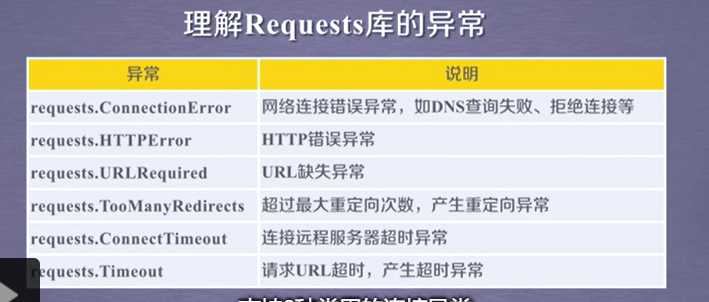 理解Requests库的异常
异常 说明
requests.ConnectionError 网络连接错误异常，如DNS查询失败、拒绝连接等
requests.HTTPError HTTP错误异常
requests.URLRequired URL缺失异常
requests.TooManyRedirects 超过最大重定向次数，产生重定向异常
requests.ConnectTimeout 连接远程服务器超时异常
requests.Timeout 请求URL超时，产生超时异常